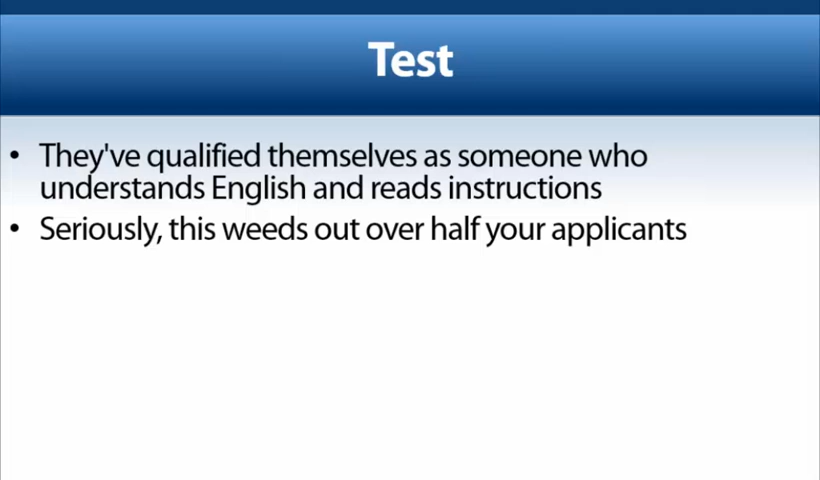 Test
• They've qualified themselves as someone who
understands English and reads instructions
• Seriously, this weeds out over half your applicants